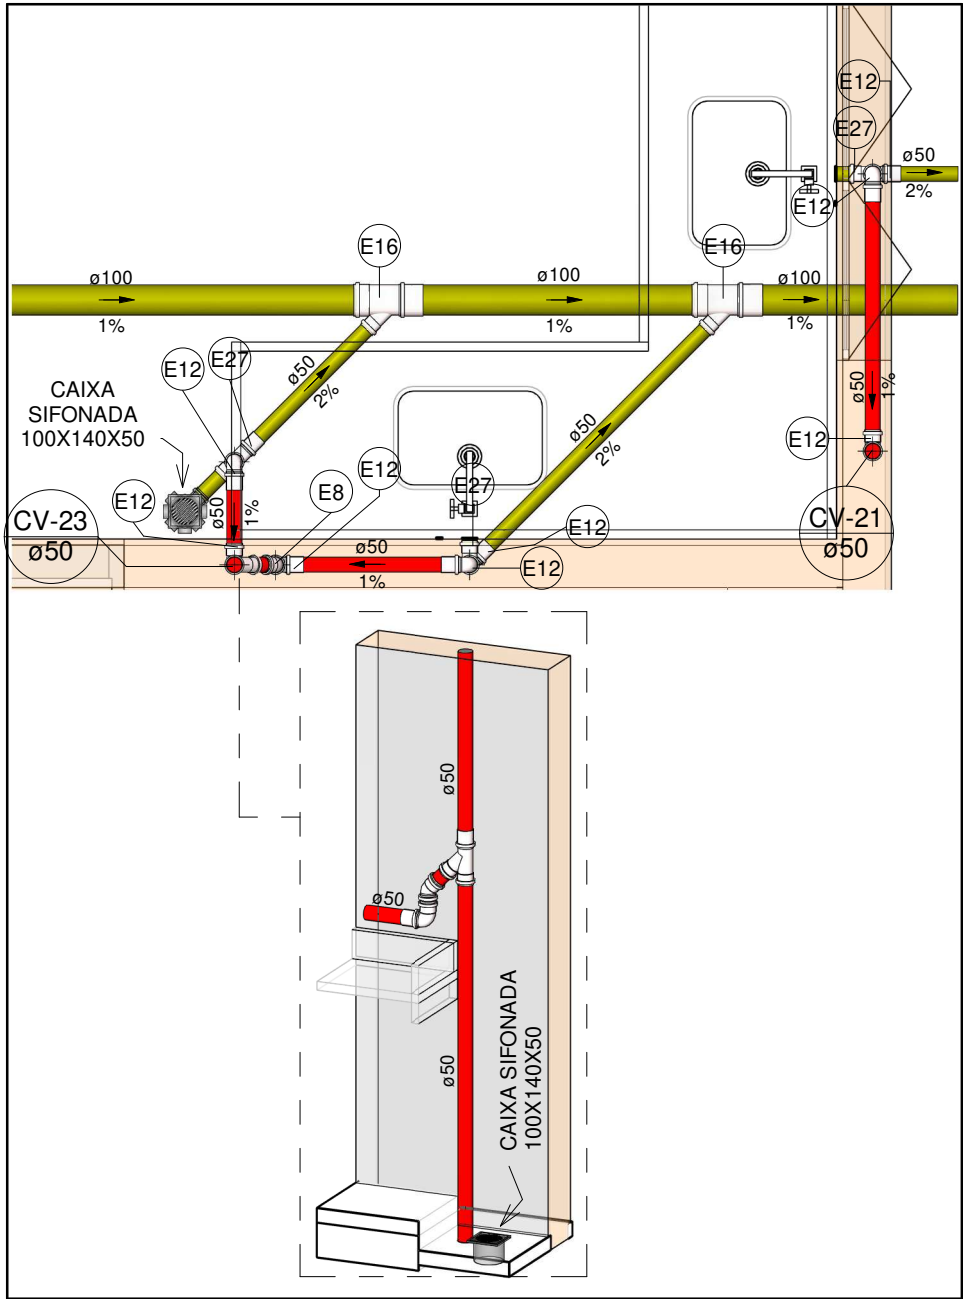 E12
E27
ø50
2%
E12
E16
E16
ø100
ø100
ø100
1%
1%
1%
E12
E27
ø50
2%
CAIXA
SIFONADA
100X140X50
ø50
1%
ø50
2%
E12
E12
E8
E12
E27
E12
ø50
1%
CV-23
ø50
ø50
1%
E12
E12
CV-21
ø50
ø50
ø50
ø50
CAIXA SIFONADA
100X140X50